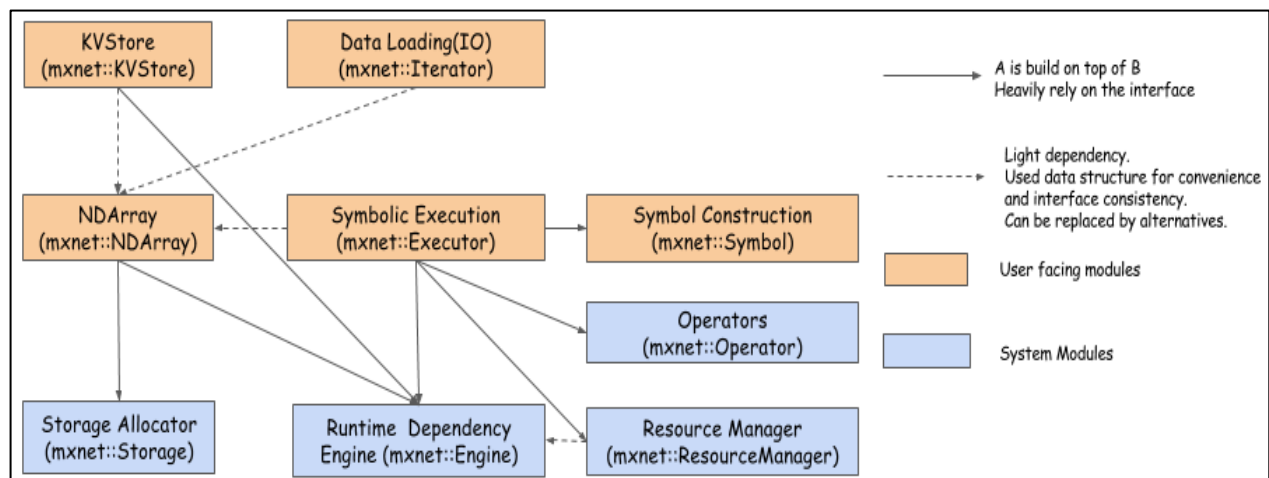 KVStore
(mxnet::KVStore)
Data Loading(IO)
(mxnet::Iterator)
A is build on top of B
Heavily rely on the interface
Light dependency.
Used data structure for convenience
and interface consistency.
Can be replaced by alternatives.
NDArray
(mxnet::NDArray)
Symbolic Execution
(mxnet::Executor)
Symbol Construction
(mxnet::Symbol)
User facing modules
Operators
(mxnet::Operator)
System Modules
Storage Allocator
(mxnet::Storage)
Runtime Dependency
Engine (mxnet::Engine)
Resource Manager
(mxnet::ResourceManager)